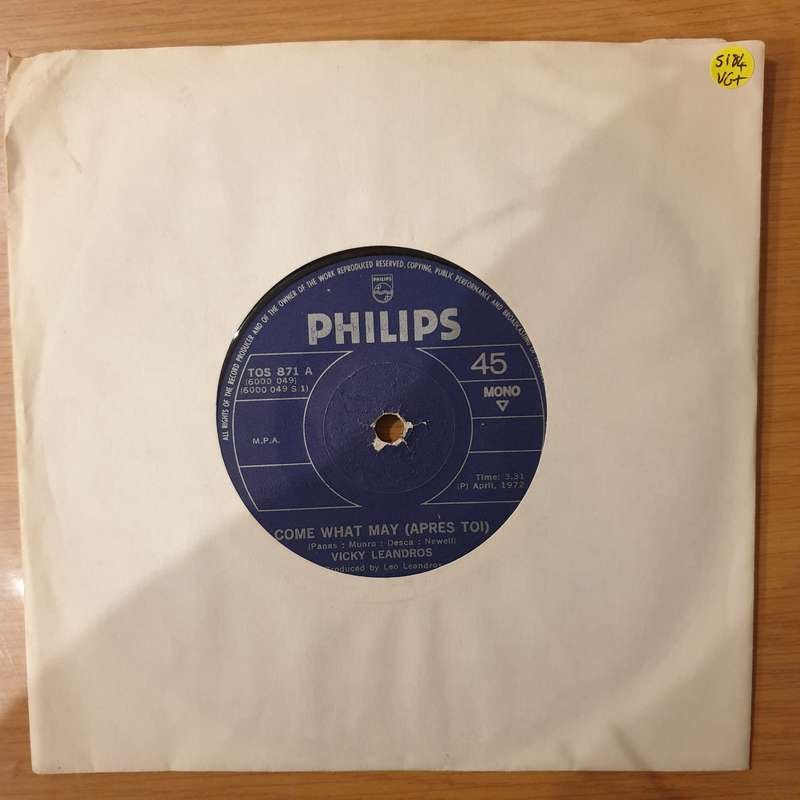 5184
VG+
ALL RIGHTS OF THE RECORD PRODUCER AND OF THE OWNER OF THE WORK REPRODUCED RESERVED. COPYING, PUBLIC PERFORMANCE AND BROADCASTING
PHILIPS
PHILIPS
TOS 871 A
(6000 049)
(6000 049 S 1)
45
MONO
M.P.A.
Time: 3.31
(P) April, 1972
COME WHAT MAY (APRES TOI)
(Panas : Munro : Desca : Newell)
VICKY LEANDROS
Produced by Leo Leandros